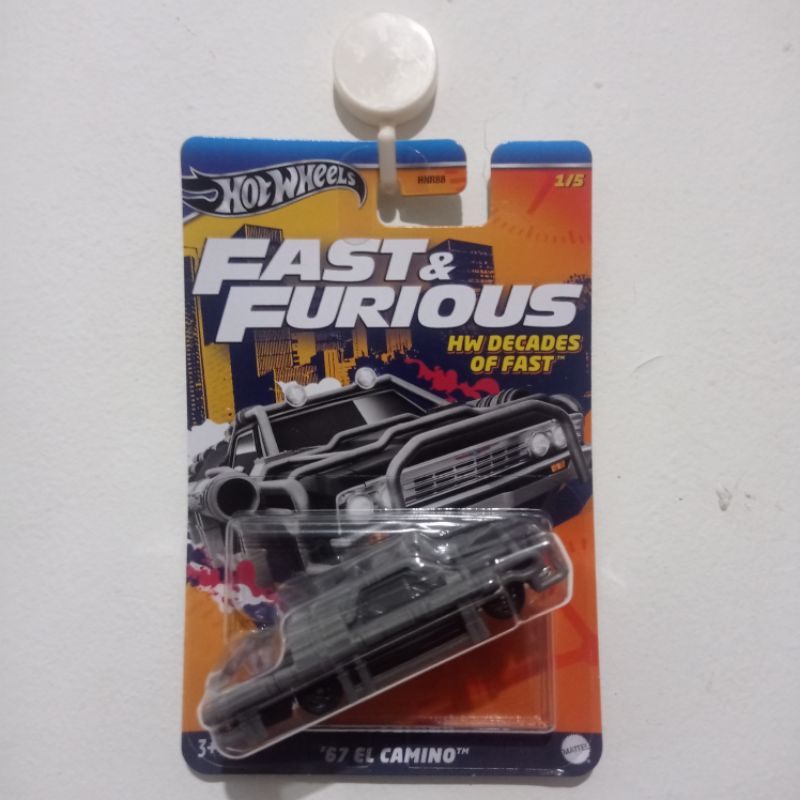 HOT WHEELS
HNR88
1/5
FAST &
FURIOUS
HW DECADES
OF FAST™
3+
'67 EL CAMINO™
MATTEL